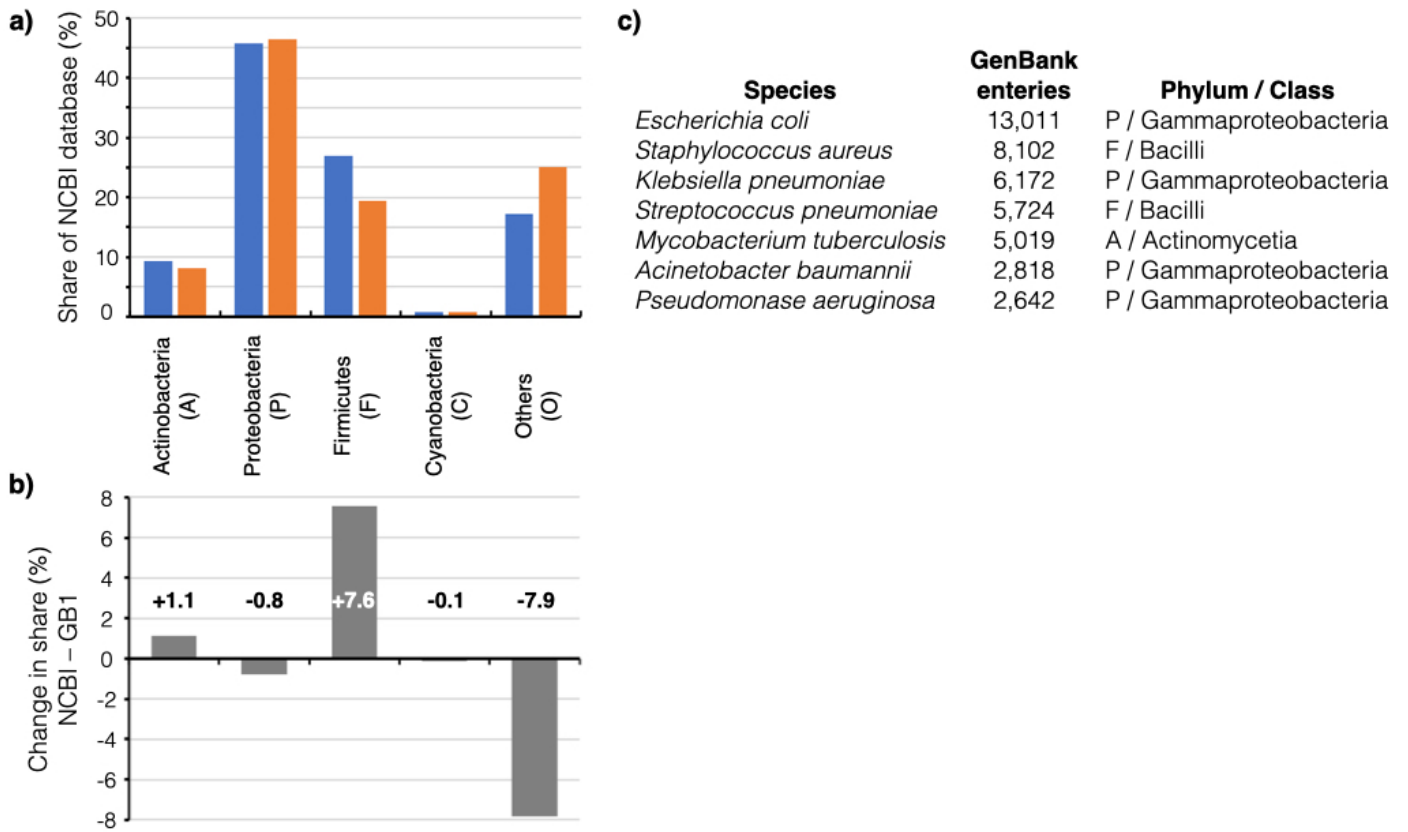 a)
Share of NCBI database (%)
50
40
30
20
10
0
Actinobacteria
(A)
Proteobacteria
(P)
Firmicutes
(F)
Cyanobacteria
(C)
Others
(O)
b)
Change in share (%)
NCBI – GB1
8
6
4
2
0
-2
-4
-6
-8
+1.1 -0.8 +7.6 -0.1 -7.9
c)
GenBank
Species enteries Phylum / Class
Escherichia coli 13,011 P / Gammaproteobacteria
Staphylococcus aureus 8,102 F / Bacilli
Klebsiella pneumoniae 6,172 P / Gammaproteobacteria
Streptococcus pneumoniae 5,724 F / Bacilli
Mycobacterium tuberculosis 5,019 A / Actinomycetia
Acinetobacter baumannii 2,818 P / Gammaproteobacteria
Pseudomonase aeruginosa 2,642 P / Gammaproteobacteria